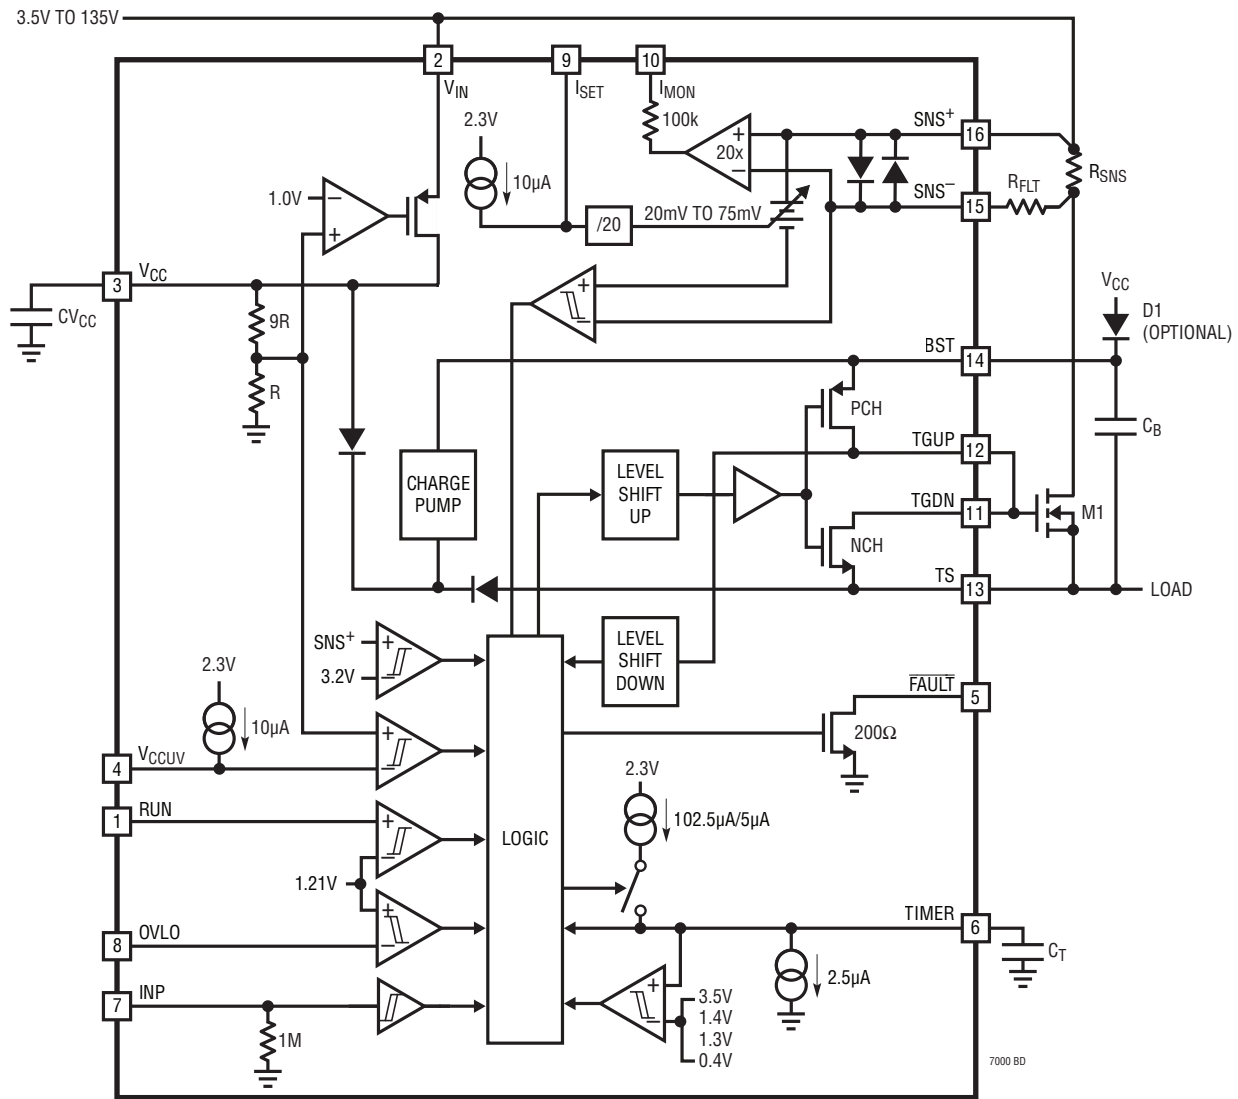 3.5V TO 135V
2
9
10
VIN
ISET
IMON
2.3V
100k
SNS+
16
20x
+
−
10µA
1.0V
−
+
SNS−
15
RFLT
RSNS
/20
20mV TO 75mV
3
VCC
CVCC
9R
R
+
−
VCC
D1
(OPTIONAL)
BST
14
PCH
CB
TGUP
12
CHARGE
PUMP
LEVEL
SHIFT
UP
TGDN
11
M1
NCH
TS
13
LOAD
SNS+
+
3.2V
−
LEVEL
SHIFT
DOWN
2.3V
FAULT
5
10µA
+
−
200Ω
4
VCCUV
2.3V
1
RUN
+
−
102.5µA/5µA
LOGIC
1.21V
+
−
TIMER
6
8
OVLO
CT
2.5µA
7
INP
+
−
3.5V
1.4V
1.3V
0.4V
1M
7000 BD